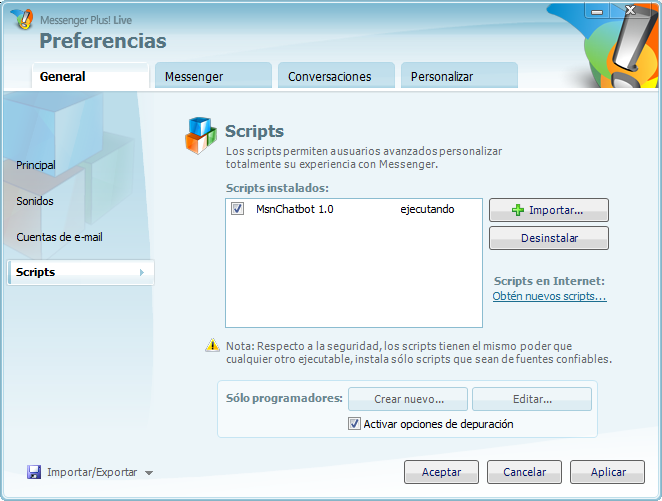 Messenger Plus! Live
Preferencias
General
Messenger
Conversaciones
Personalizar
Principal
Sonidos
Cuentas de e-mail
Scripts
Scripts
Los scripts permiten a usuarios avanzados personalizar
totalmente su experiencia con Messenger.
Scripts instalados:
MsnChatbot 1.0 ejecutando
Importar...
Desinstalar
Scripts en Internet:
Obtén nuevos scripts...
Nota: Respecto a la seguridad, los scripts tienen el mismo poder que
cualquier otro ejecutable, instala sólo scripts que sean de fuentes confiables.
Sólo programadores:
Crear nuevo...
Editar...
Activar opciones de depuración
Importar/Exportar
Aceptar
Cancelar
Aplicar